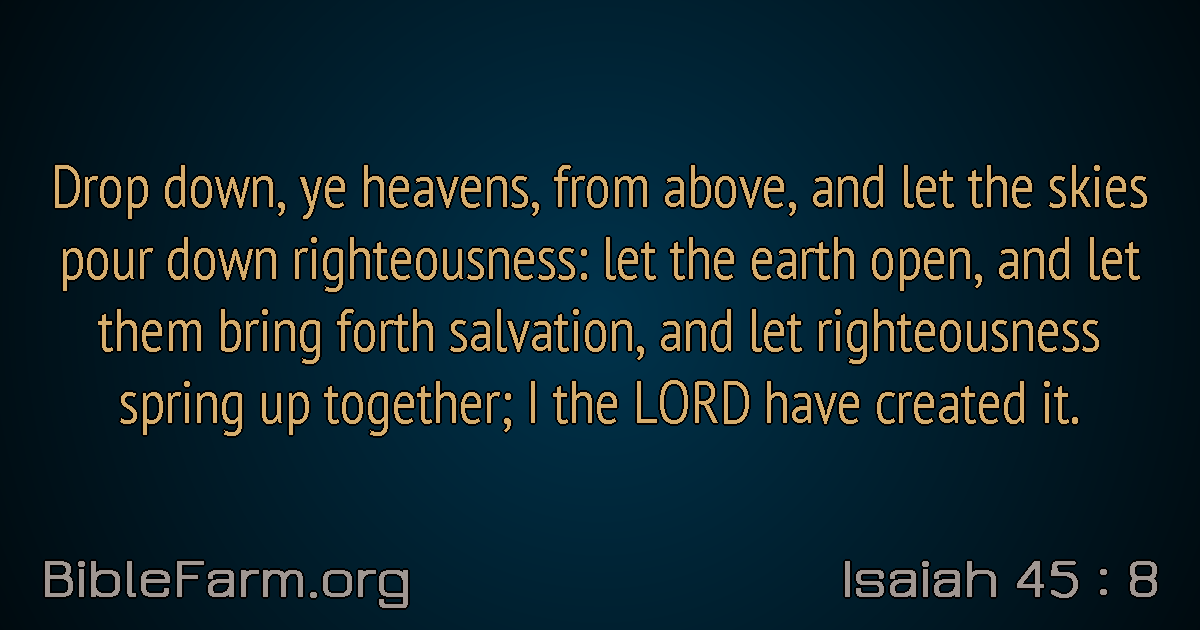 Drop down, ye heavens, from above, and let the skies
pour down righteousness: let the earth open, and let
them bring forth salvation, and let righteousness
spring up together; I the LORD have created it.
BibleFarm.org
Isaiah 45 : 8